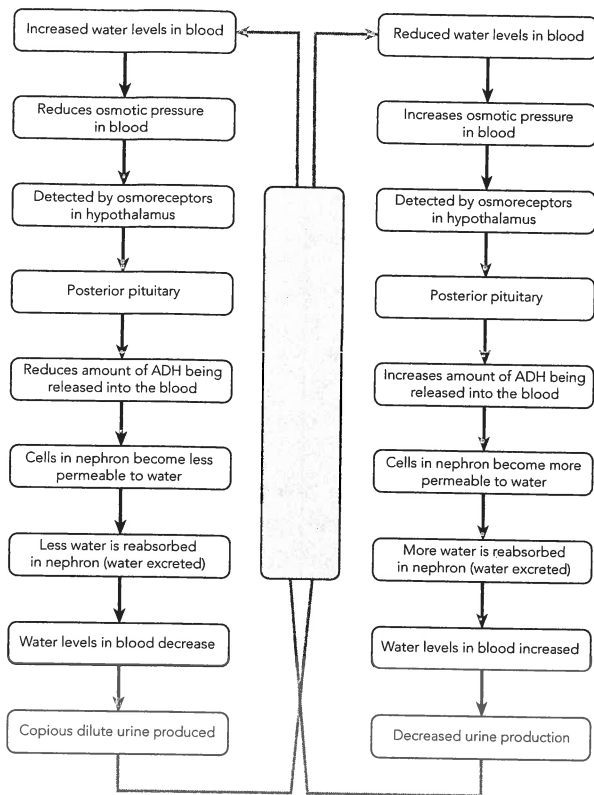 Increased water levels in blood
Reduces osmotic pressure
in blood
Detected by osmoreceptors
in hypothalamus
Posterior pituitary
Reduces amount of ADH being
released into the blood
Cells in nephron become less
permeable to water
Less water is reabsorbed
in nephron (water excreted)
Water levels in blood decrease
Copious dilute urine produced
Reduced water levels in blood
Increases osmotic pressure
in blood
Detected by osmoreceptors
in hypothalamus
Posterior pituitary
Increases amount of ADH being
released into the blood
Cells in nephron become more
permeable to water
More water is reabsorbed
in nephron (water excreted)
Water levels in blood increased
Decreased urine production